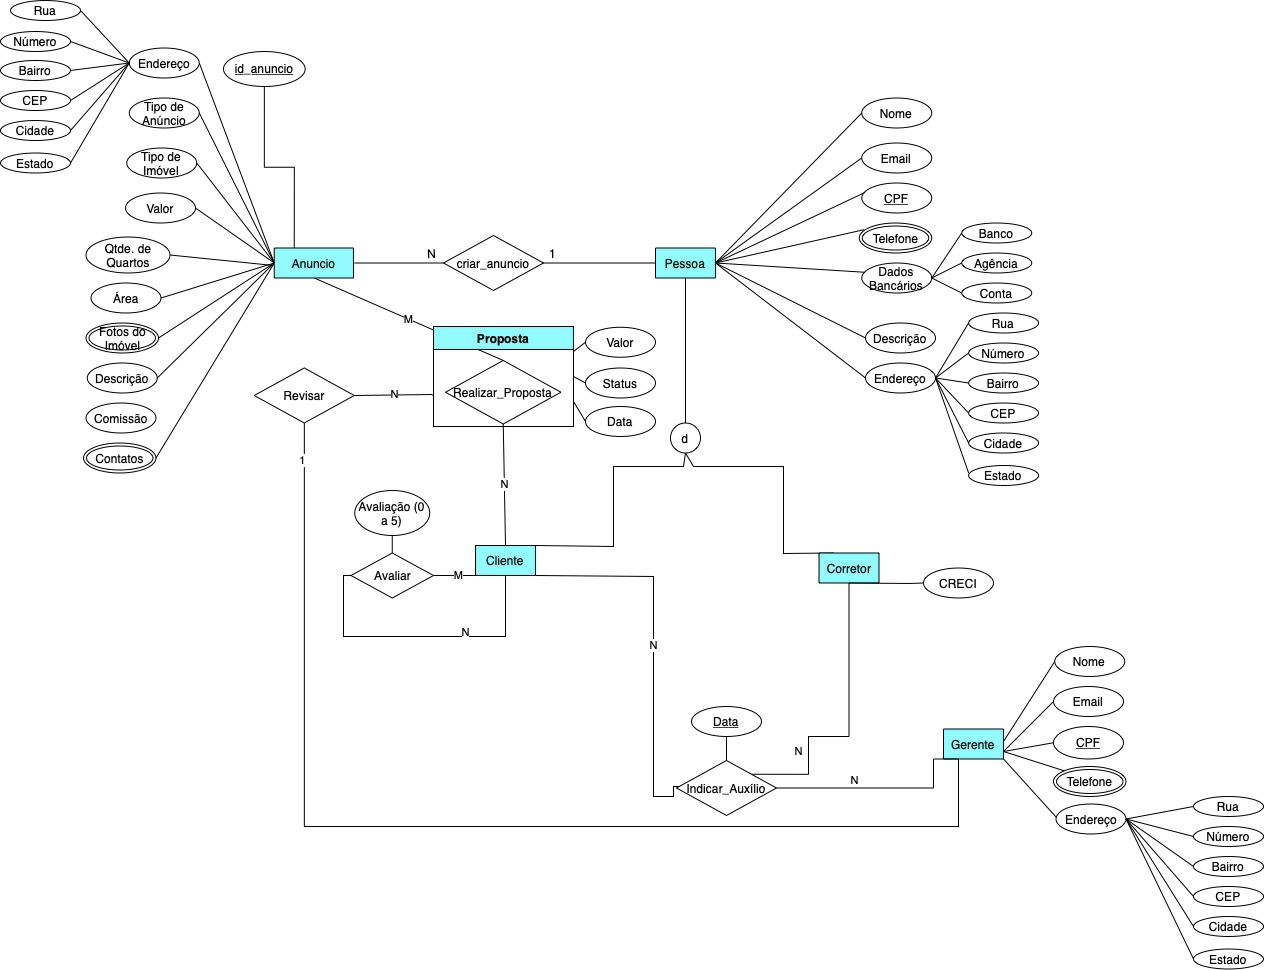 Rua
Número
Bairro
CEP
Cidade
Estado
Endereço
id_anuncio
Tipo de
Anúncio
Tipo de
Imóvel
Valor
Qtde. de
Quartos
Área
Fotos do
Imóvel
Descrição
Comissão
Contatos
Anuncio
N
criar_anuncio
1
Pessoa
Nome
Email
CPF
Telefone
Dados
Bancários
Banco
Agência
Conta
Descrição
Endereço
Rua
Número
Bairro
CEP
Cidade
Estado
M
Proposta
Realizar_Proposta
Valor
Status
Data
Revisar
N
1
N
d
Avaliação (0
a 5)
Avaliar
M
N
Cliente
Corretor
CRECI
N
Data
Indicar_Auxílio
N
N
Gerente
Nome
Email
CPF
Telefone
Endereço
Rua
Número
Bairro
CEP
Cidade
Estado